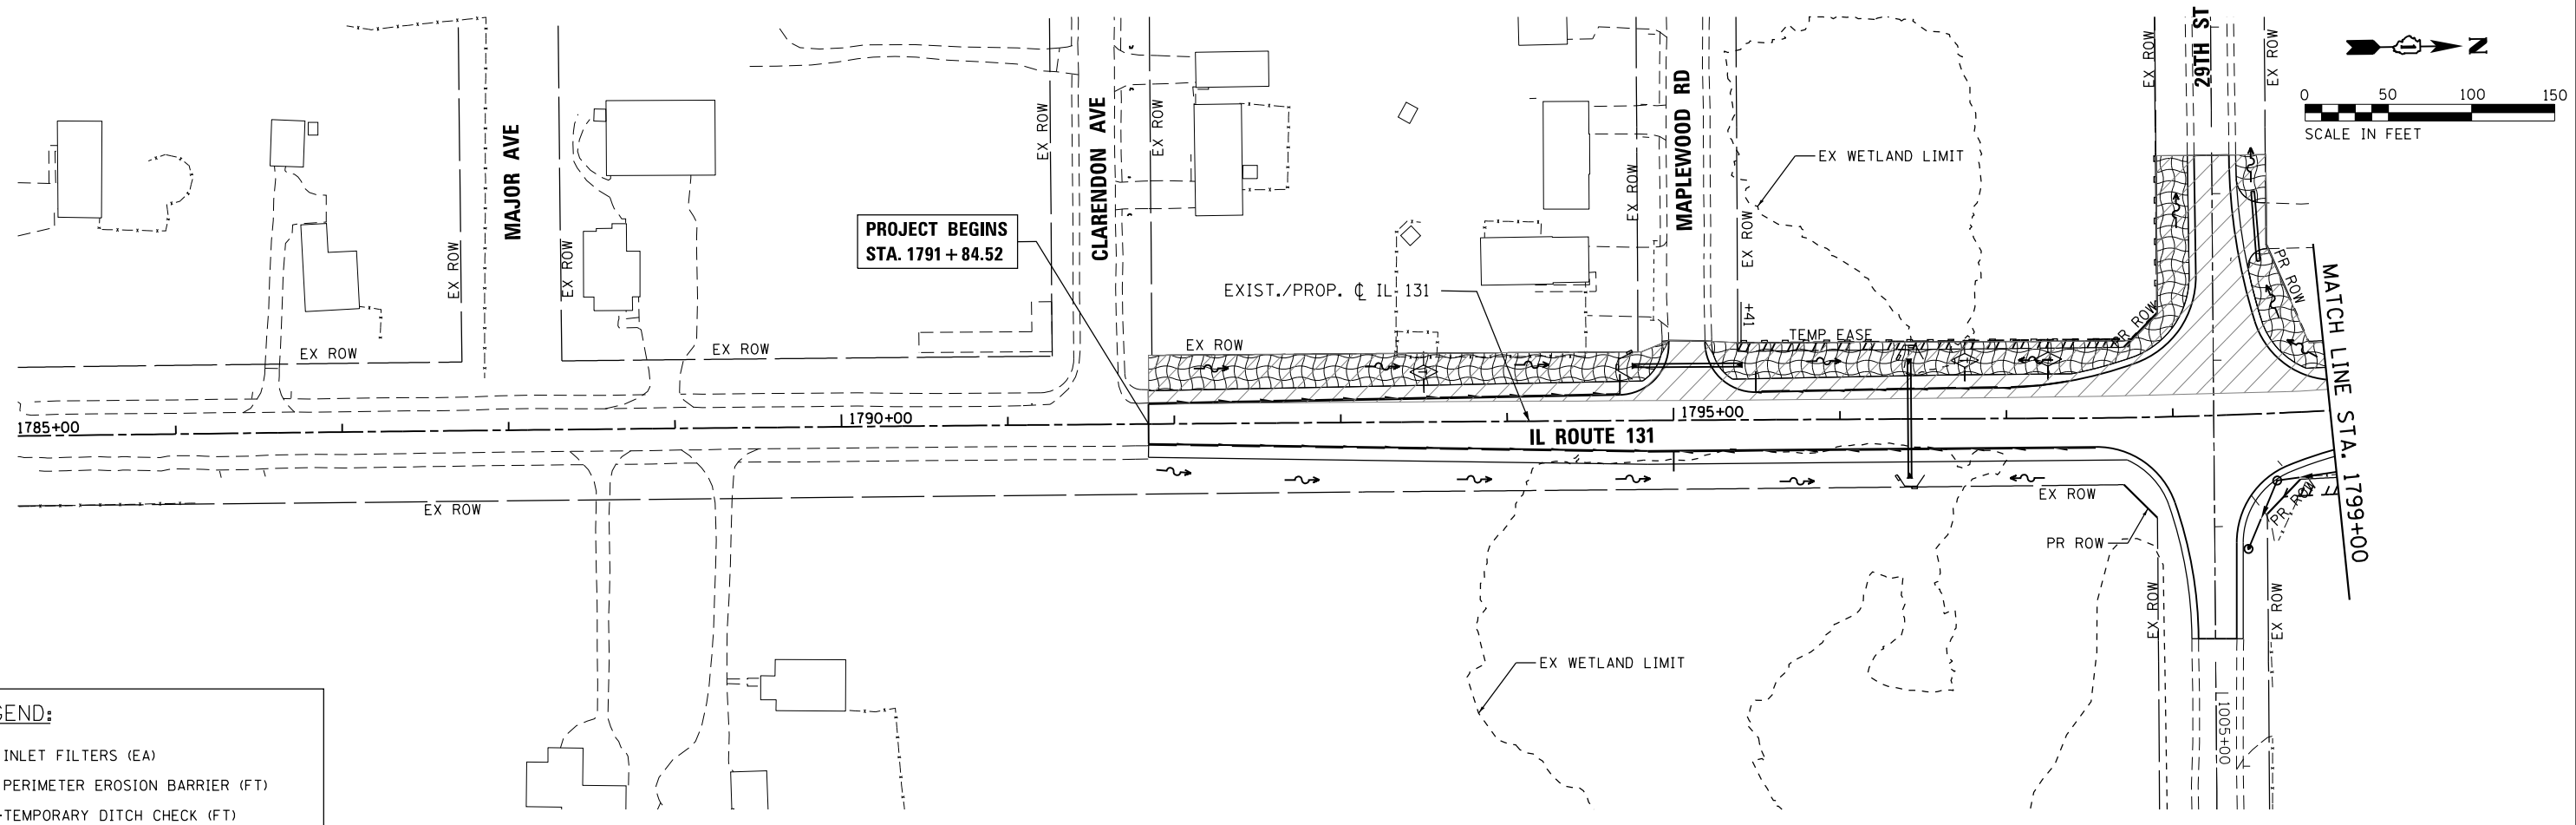 29TH ST
EX ROW
EX ROW
N
0 50 100 150
SCALE IN FEET
MAJOR AVE
EX ROW
EX ROW
EX ROW
CLARENDON AVE
EX ROW
MAPLEWOOD RD
EX ROW
EX ROW
EX WETLAND LIMIT
PROJECT BEGINS
STA. 1791+84.52
EXIST./PROP. ℄ IL 131
+41
TEMP EASE
PR ROW
PR ROW
MATCH LINE STA. 1799+00
EX ROW
EX ROW
EX ROW
1785+00
1790+00
1795+00
IL ROUTE 131
EX ROW
EX ROW
PR ROW
PR ROW
EX ROW
EX ROW
EX WETLAND LIMIT
1005+00
GEND:
INLET FILTERS (EA)
PERIMETER EROSION BARRIER (FT)
TEMPORARY DITCH CHECK (FT)